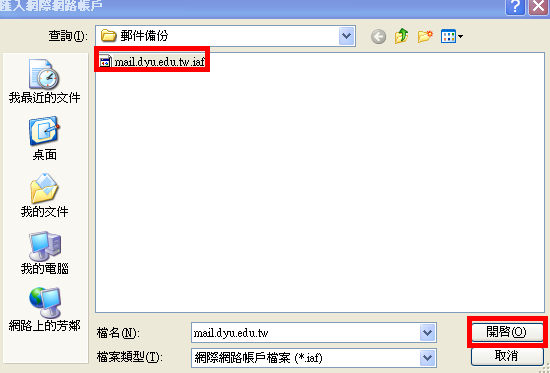 匯入網際網路帳戶
查詢(I):
郵件備份
mail.dyu.edu.tw.iaf
我最近的文件
桌面
我的文件
我的電腦
網路上的芳鄰
檔名(N):
mail.dyu.edu.tw
開啓(O)
檔案類型(T):
網際網路帳戶檔案 (*.iaf)
取消